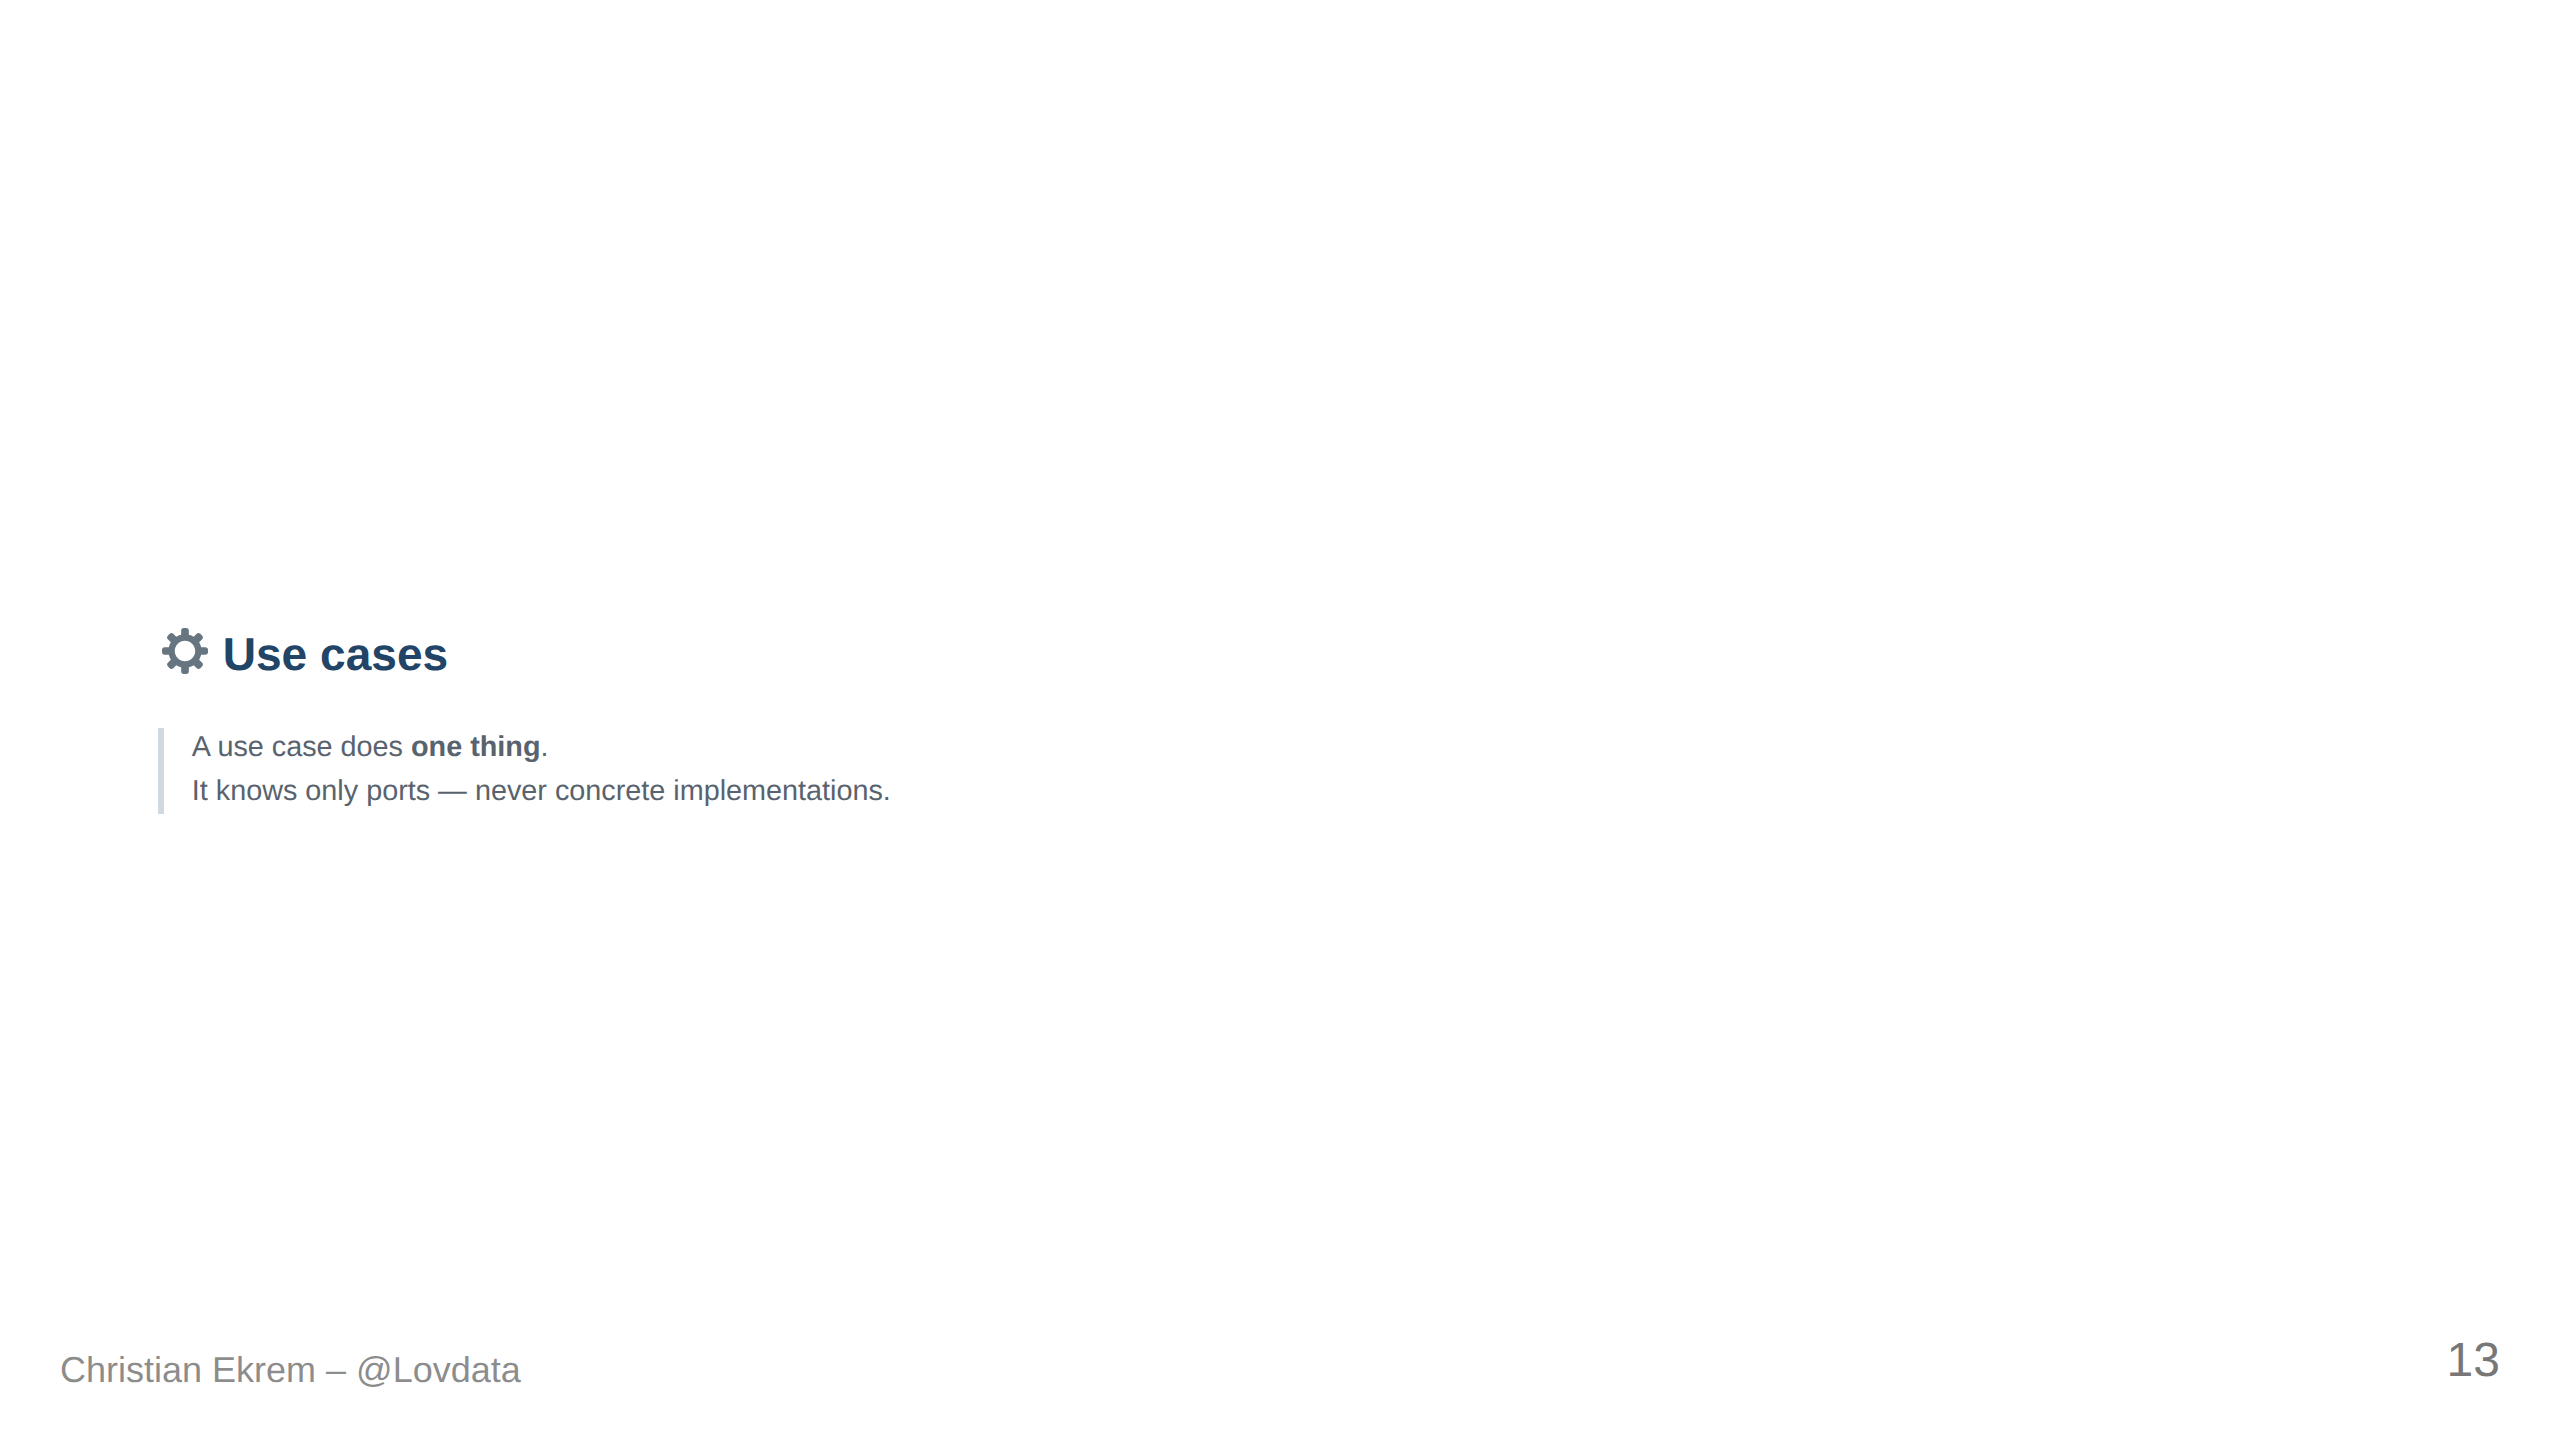 Use cases
A use case does one thing.
It knows only ports — never concrete implementations.
Christian Ekrem – @Lovdata
13